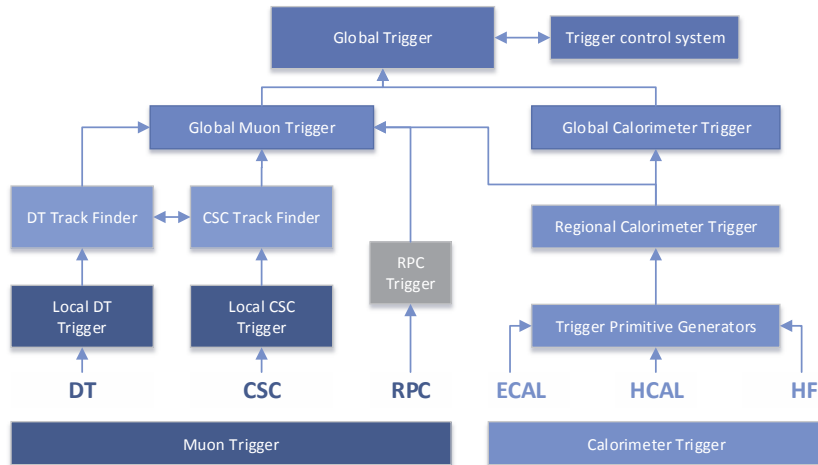 Global Trigger
Trigger control system
Global Muon Trigger
Global Calorimeter Trigger
DT Track Finder
CSC Track Finder
Regional Calorimeter Trigger
RPC
Trigger
Local DT
Trigger
Local CSC
Trigger
Trigger Primitive Generators
DT
CSC
RPC
ECAL
HCAL
HF
Muon Trigger
Calorimeter Trigger